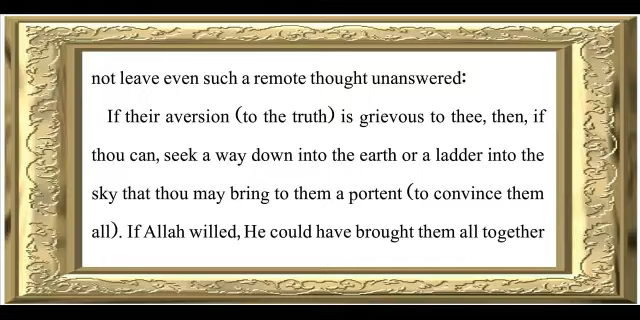 not leave even such a remote thought unanswered:
If their aversion (to the truth) is grievous to thee, then, if
thou can, seek a way down into the earth or a ladder into the
sky that thou may bring to them a portent (to convince them
all). If Allah willed, He could have brought them all together